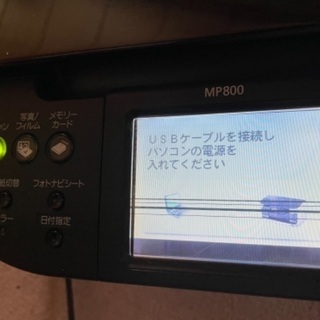 MP800
写真/
フィルム
メモリー
カード
USBケーブルを接続し
パソコンの電源を
入れてください
フォトナビシート
日付指定